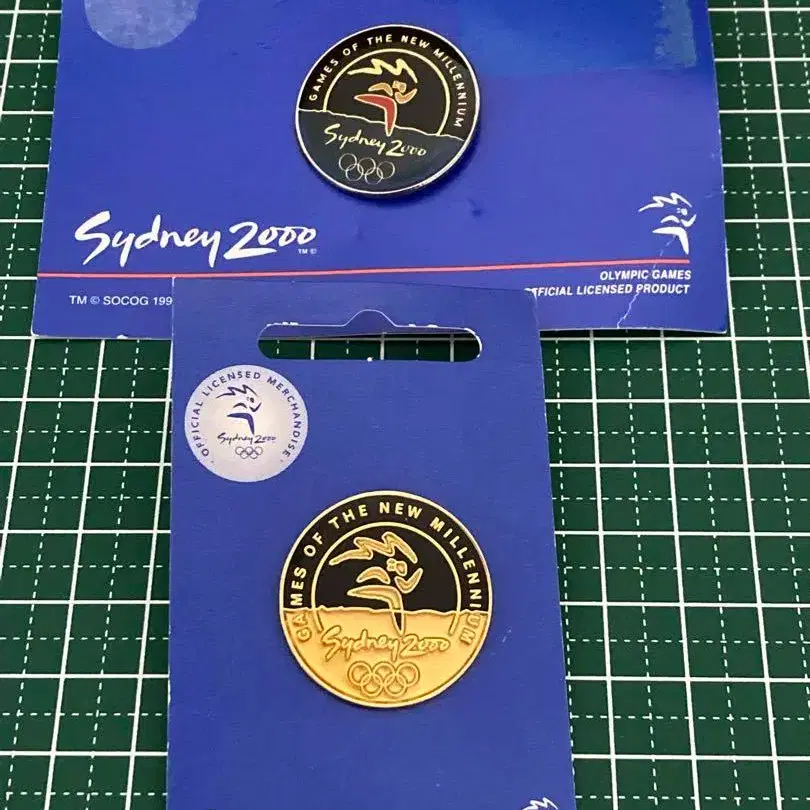 GAMES OF THE NEW MILLENNIUM
Sydney 2000
Sydney 2000 TM ©
OLYMPIC GAMES
OFFICIAL LICENSED PRODUCT
TM © SOCOG 199
OFFICIAL LICENSED MERCHANDISE
Sydney 2000
GAMES OF THE NEW MILLENNIUM
Sydney 2000